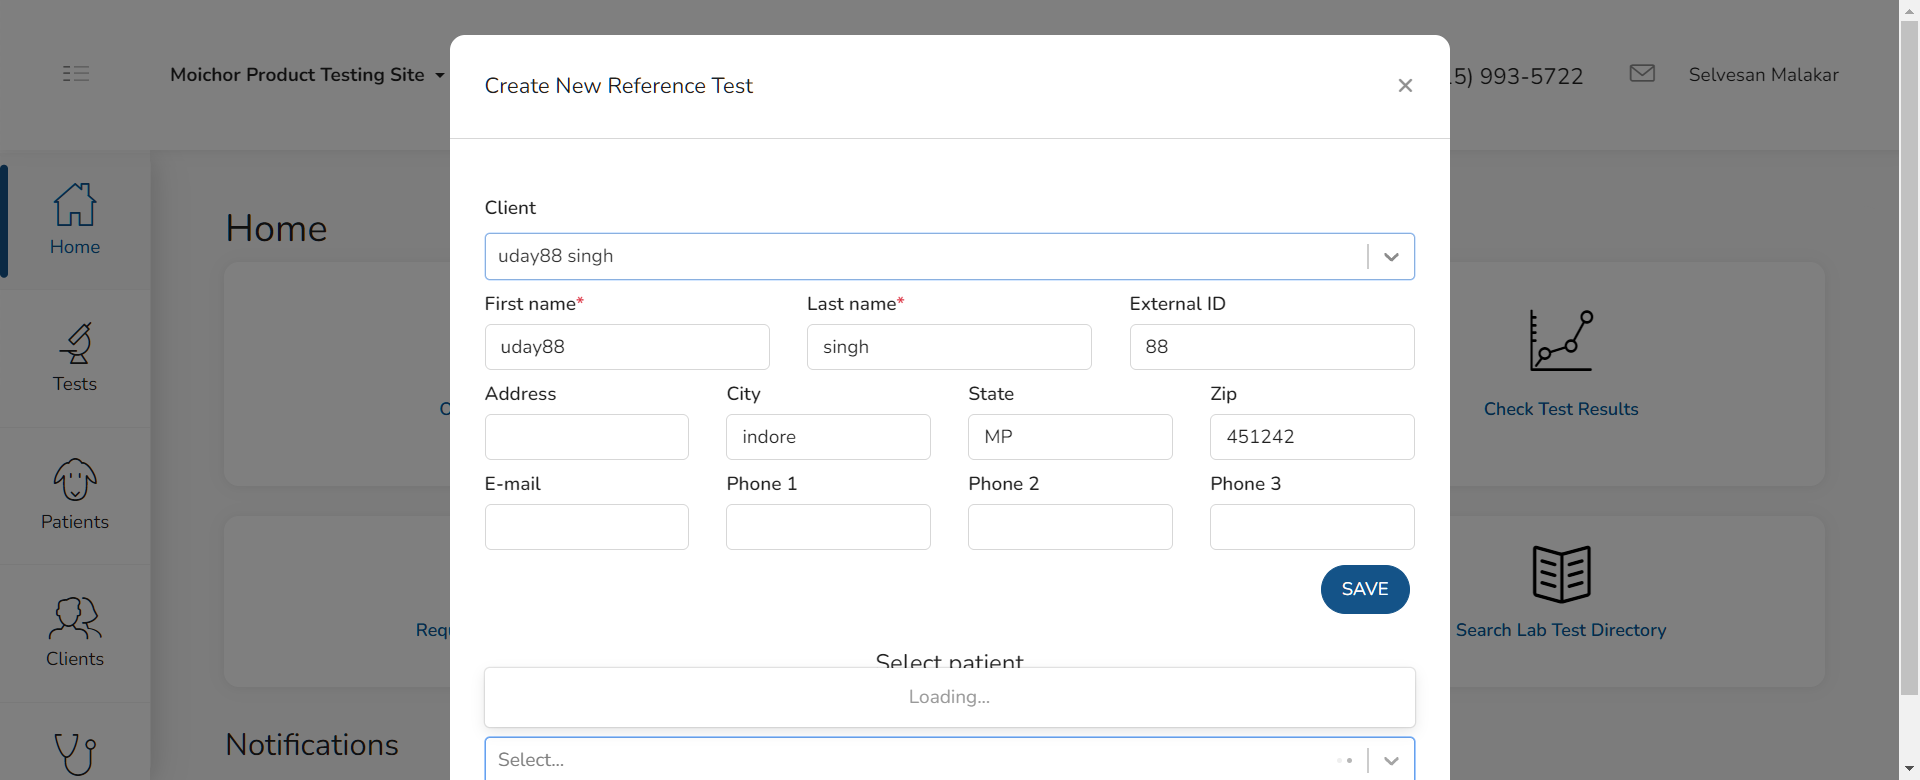 Moichor Product Testing Site
5) 993-5722
Selvesan Malakar
Create New Reference Test
Home
Tests
Patients
Clients
Home
Notifications
Client
uday88 singh
First name*
Last name*
External ID
uday88
singh
88
Address
City
State
Zip
indore
MP
451242
E-mail
Phone 1
Phone 2
Phone 3
SAVE
Select patient
Loading...
Select...
Check Test Results
Search Lab Test Directory